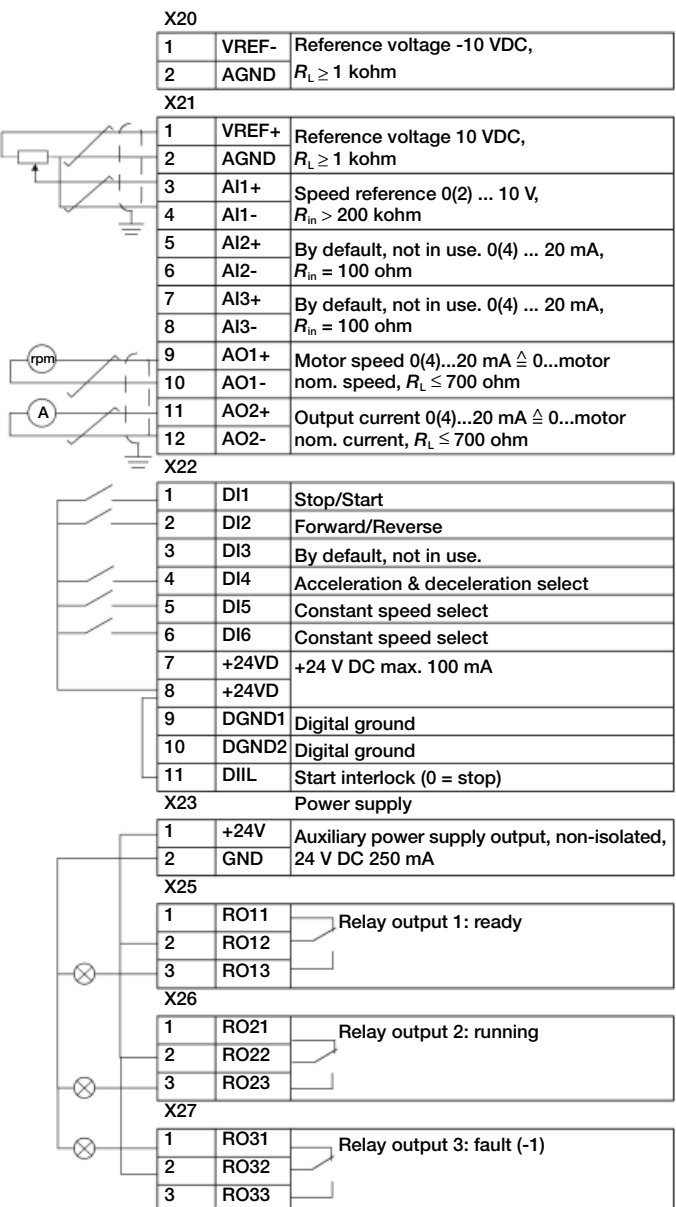 X20
1 VREF- Reference voltage -10 VDC,
2 AGND R_L ≥ 1 kohm
X21
1 VREF+ Reference voltage 10 VDC,
2 AGND R_L ≥ 1 kohm
3 AI1+ Speed reference 0(2) ... 10 V,
4 AI1- R_in > 200 kohm
5 AI2+ By default, not in use. 0(4) ... 20 mA,
6 AI2- R_in = 100 ohm
7 AI3+ By default, not in use. 0(4) ... 20 mA,
8 AI3- R_in = 100 ohm
rpm 9 AO1+ Motor speed 0(4)...20 mA ≙ 0...motor
10 AO1- nom. speed, R_L ≤ 700 ohm
A 11 AO2+ Output current 0(4)...20 mA ≙ 0...motor
12 AO2- nom. current, R_L ≤ 700 ohm
X22
1 DI1 Stop/Start
2 DI2 Forward/Reverse
3 DI3 By default, not in use.
4 DI4 Acceleration & deceleration select
5 DI5 Constant speed select
6 DI6 Constant speed select
7 +24VD +24 V DC max. 100 mA
8 +24VD
9 DGND1 Digital ground
10 DGND2 Digital ground
11 DIIL Start interlock (0 = stop)
X23 Power supply
1 +24V Auxiliary power supply output, non-isolated,
2 GND 24 V DC 250 mA
X25
1 RO11 Relay output 1: ready
2 RO12
3 RO13
X26
1 RO21 Relay output 2: running
2 RO22
3 RO23
X27
1 RO31 Relay output 3: fault (-1)
2 RO32
3 RO33